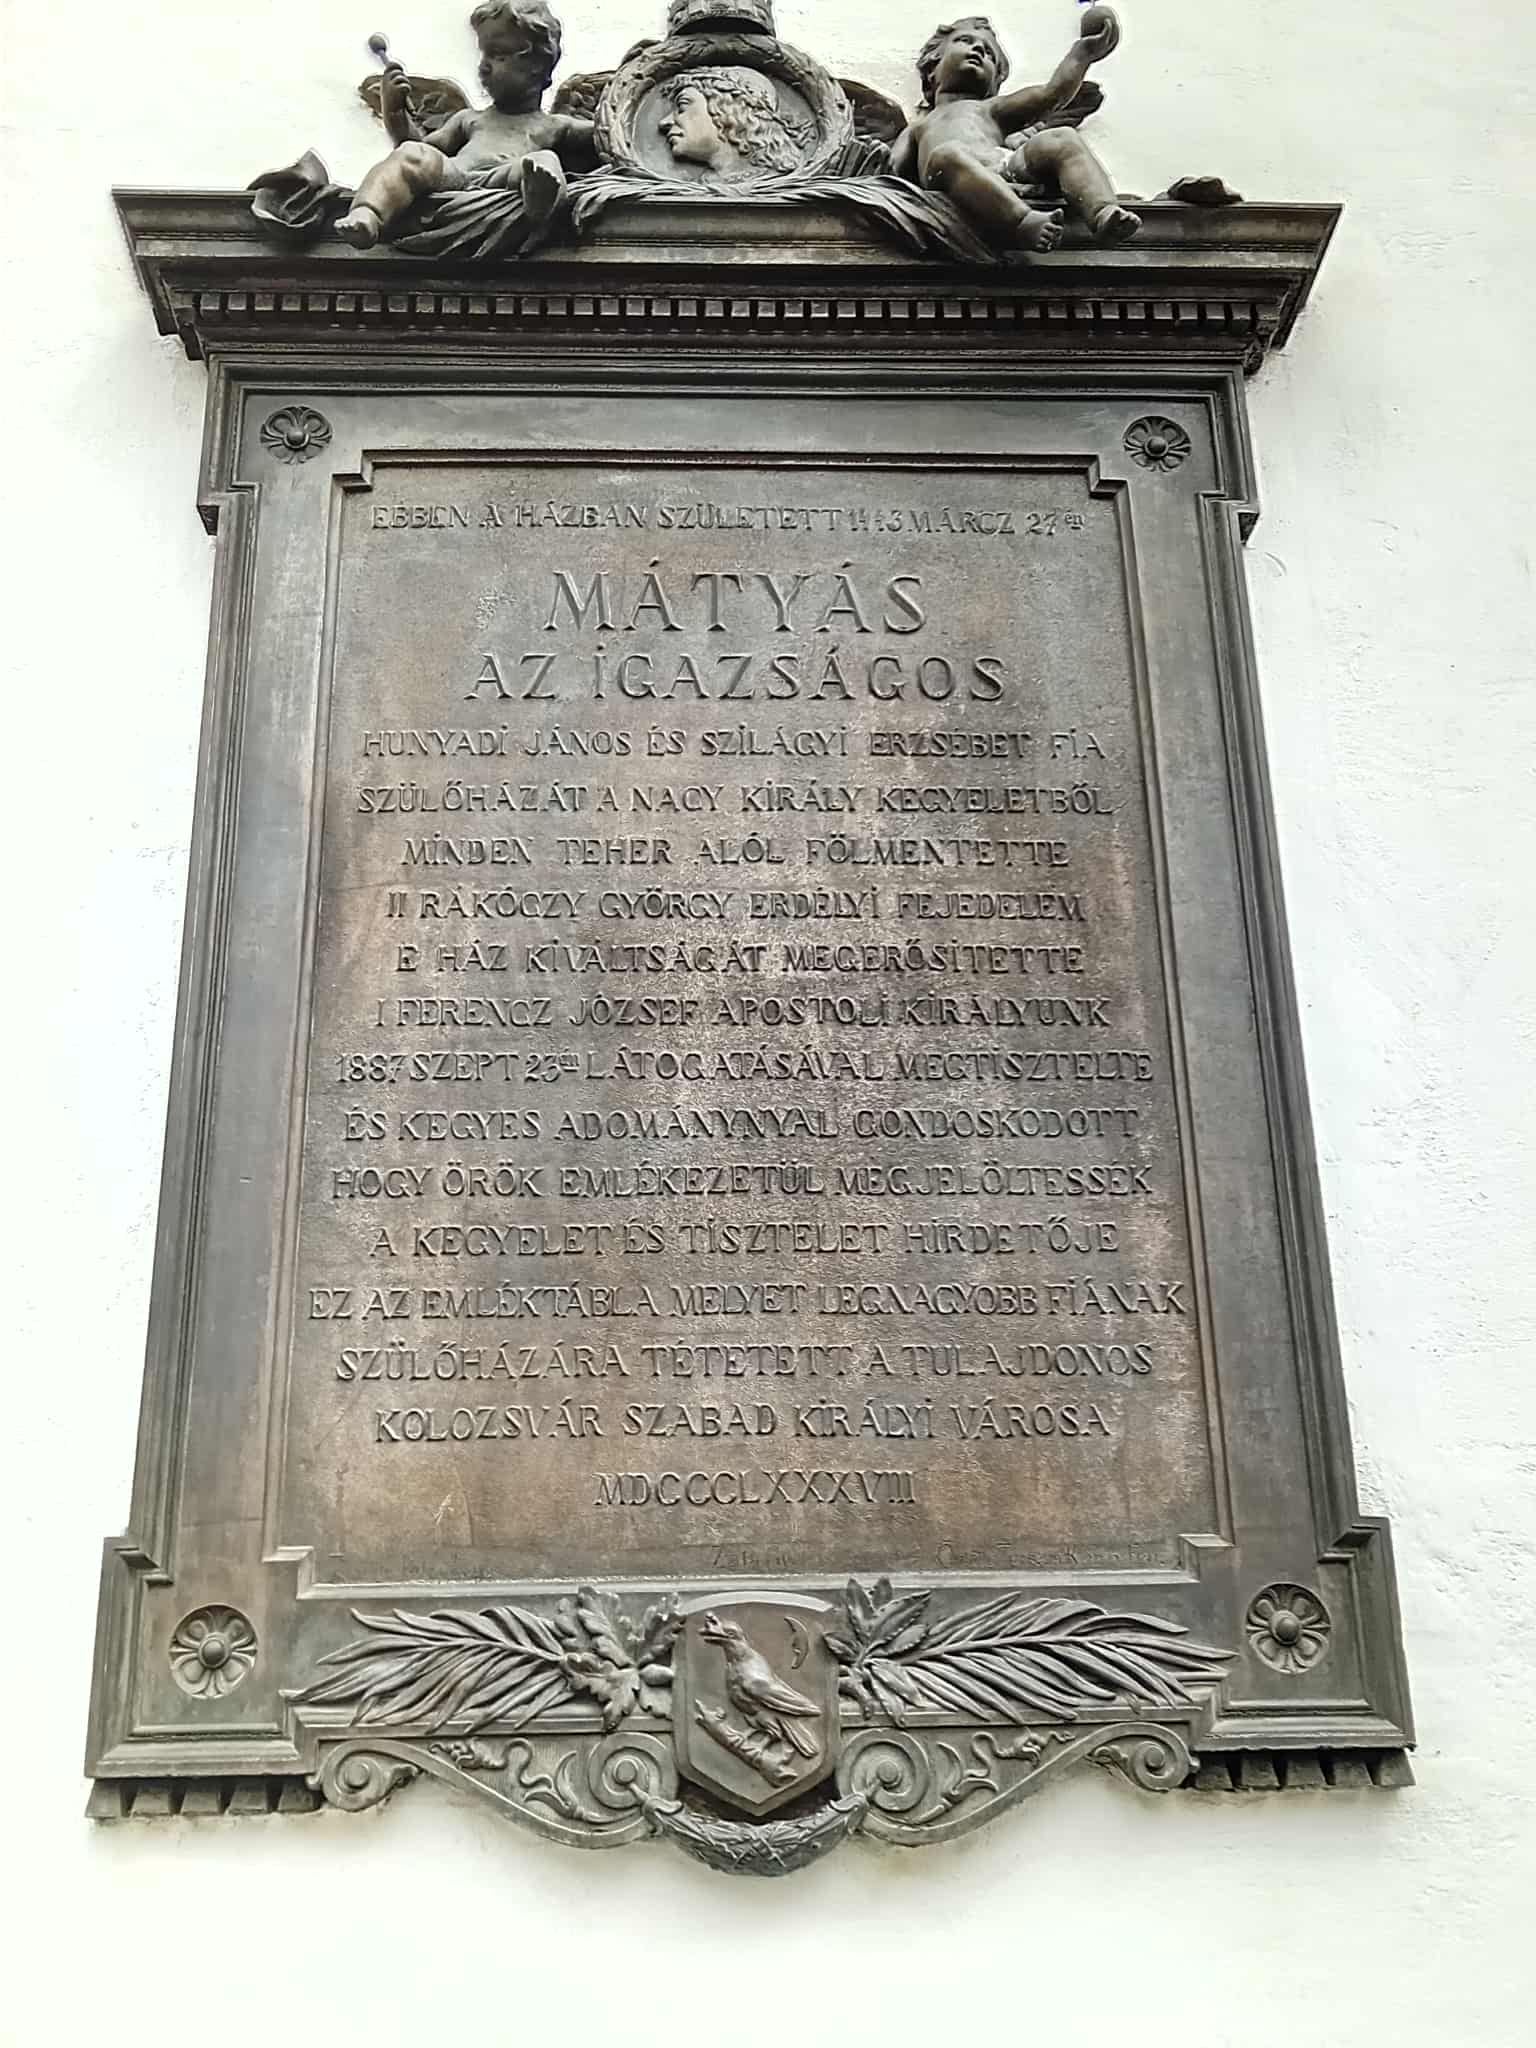 EBBEN A HÁZBAN SZÜLETETT 1443 MÁRCZ 27én
MÁTYÁS
AZ IGAZSÁGOS
HUNYADI JÁNOS ÉS SZILÁGYI ERZSÉBET FIA
SZÜLŐHÁZÁT A NAGY KIRÁLY KEGYELETBŐL
MINDEN TEHER ALÓL FÖLMENTETTE
II RÁKÓCZY GYÖRGY ERDÉLYI FEJEDELEM
E HÁZ KIVÁLTSÁGÁT MEGERŐSITETTE
I FERENCZ JÓZSEF APOSTOLI KIRÁLYUNK
1887 SZEPT 23án LÁTOGATÁSÁVAL MEGTISZTELTE
ÉS KEGYES ADOMÁNYNYAL GONDOSKODOTT
HOGY ÖRÖK EMLÉKEZETÜL MEGJELÖLTESSÉK
A KEGYELET ÉS TISZTELET HIRDETŐJE
EZ AZ EMLÉKTÁBLA MELYET LEGNAGYOBB FIÁNAK
SZÜLŐHÁZÁRA TÉTETETT A TULAJDONOS
KOLOZSVÁR SZABAD KIRÁLYI VÁROSA
MDCCCLXXXVIII